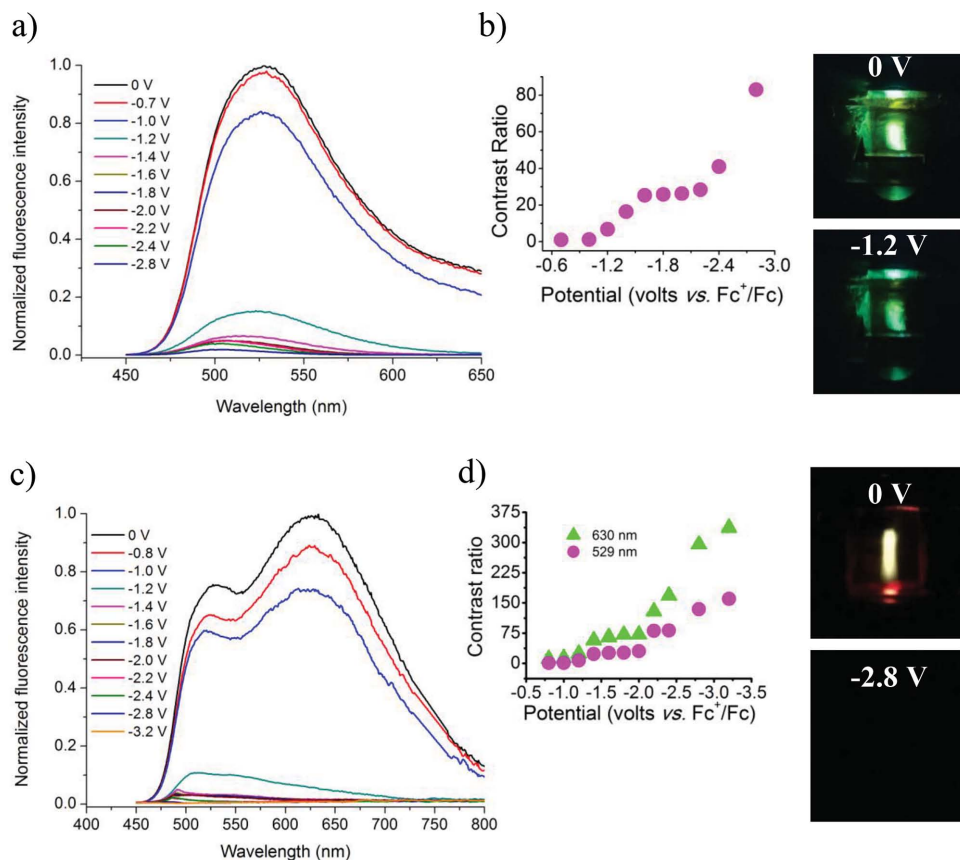 a)
Normalized fluorescence intensity
1.0
0.8
0.6
0.4
0.2
0.0
0 V
-0.7 V
-1.0 V
-1.2 V
-1.4 V
-1.6 V
-1.8 V
-2.0 V
-2.2 V
-2.4 V
-2.8 V
450 500 550 600 650
Wavelength (nm)
b)
Contrast Ratio
80
60
40
20
0
-0.6 -1.2 -1.8 -2.4 -3.0
Potential (volts vs. Fc⁺/Fc)
0 V
-1.2 V
c)
Normalized fluorescence intensity
1.0
0.8
0.6
0.4
0.2
0.0
0 V
-0.8 V
-1.0 V
-1.2 V
-1.4 V
-1.6 V
-1.8 V
-2.0 V
-2.2 V
-2.4 V
-2.8 V
-3.2 V
400 450 500 550 600 650 700 750 800
Wavelength (nm)
d)
Contrast ratio
375
300
225
150
75
0
630 nm
529 nm
-0.5 -1.0 -1.5 -2.0 -2.5 -3.0 -3.5
Potential (volts vs. Fc⁺/Fc)
0 V
-2.8 V